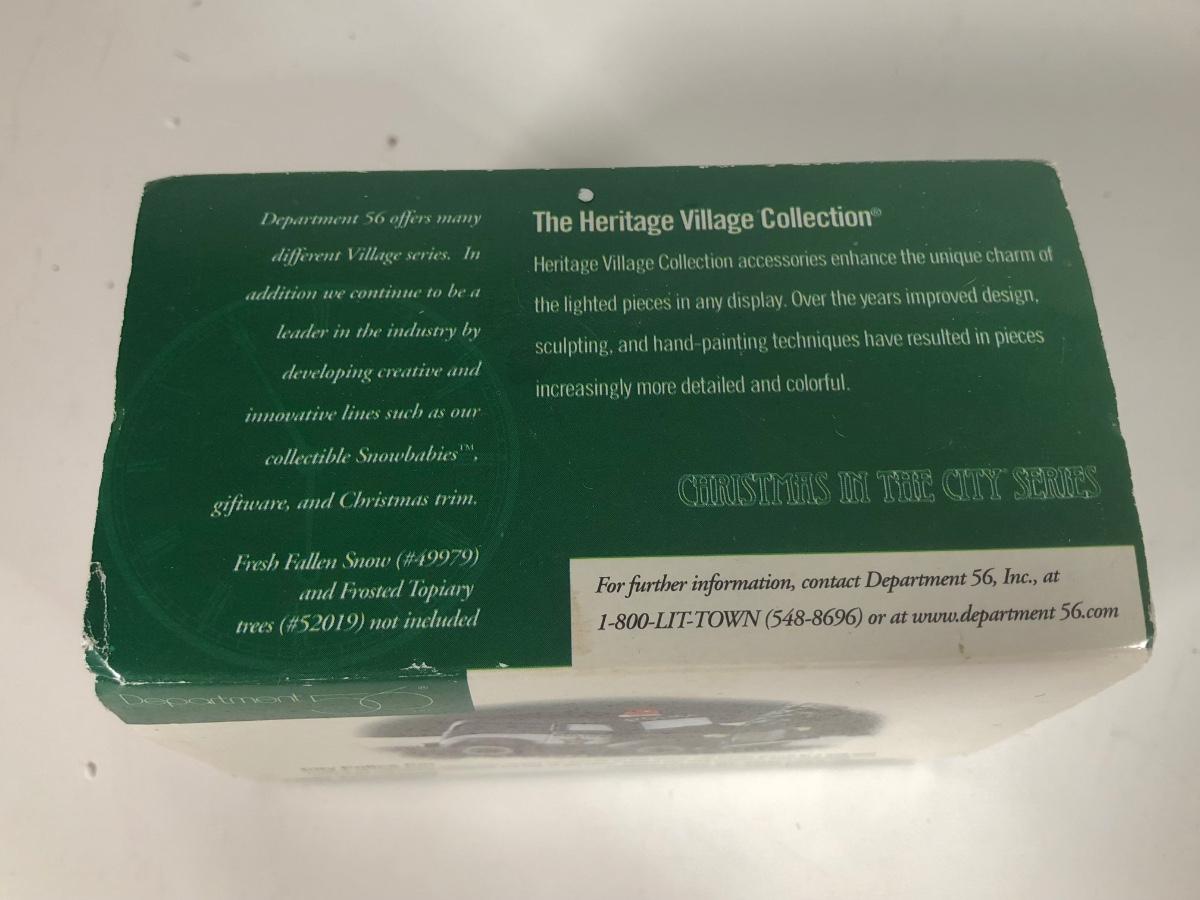 Department 56 offers many
different Village series. In
addition we continue to be a
leader in the industry by
developing creative and
innovative lines such as our
collectible Snowbabies™,
giftware, and Christmas trim.
Fresh Fallen Snow (#49979)
and Frosted Topiary
trees (#52019) not included
The Heritage Village Collection®
Heritage Village Collection accessories enhance the unique charm of
the lighted pieces in any display. Over the years improved design,
sculpting, and hand-painting techniques have resulted in pieces
increasingly more detailed and colorful.
CHRISTMAS IN THE CITY SERIES
For further information, contact Department 56, Inc., at
1-800-LIT-TOWN (548-8696) or at www.department 56.com
Department 56®